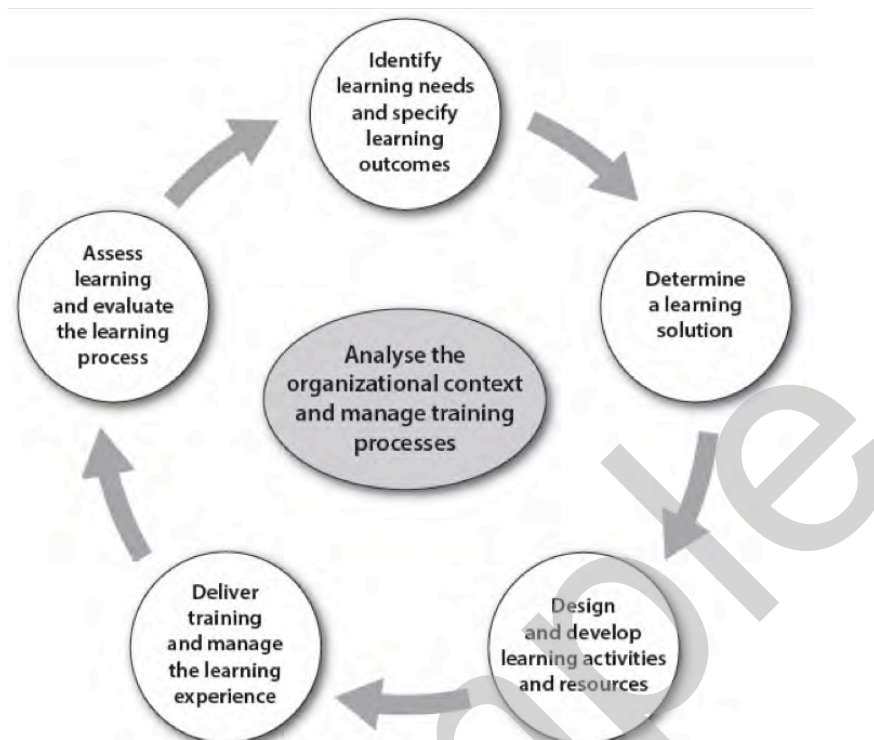 Identify
learning needs
and specify
learning
outcomes
Determine
a learning
solution
Design
and develop
learning activities
and resources
Deliver
training
and manage
the learning
experience
Assess
learning
and evaluate
the learning
process
Analyse the
organizational context
and manage training
processes